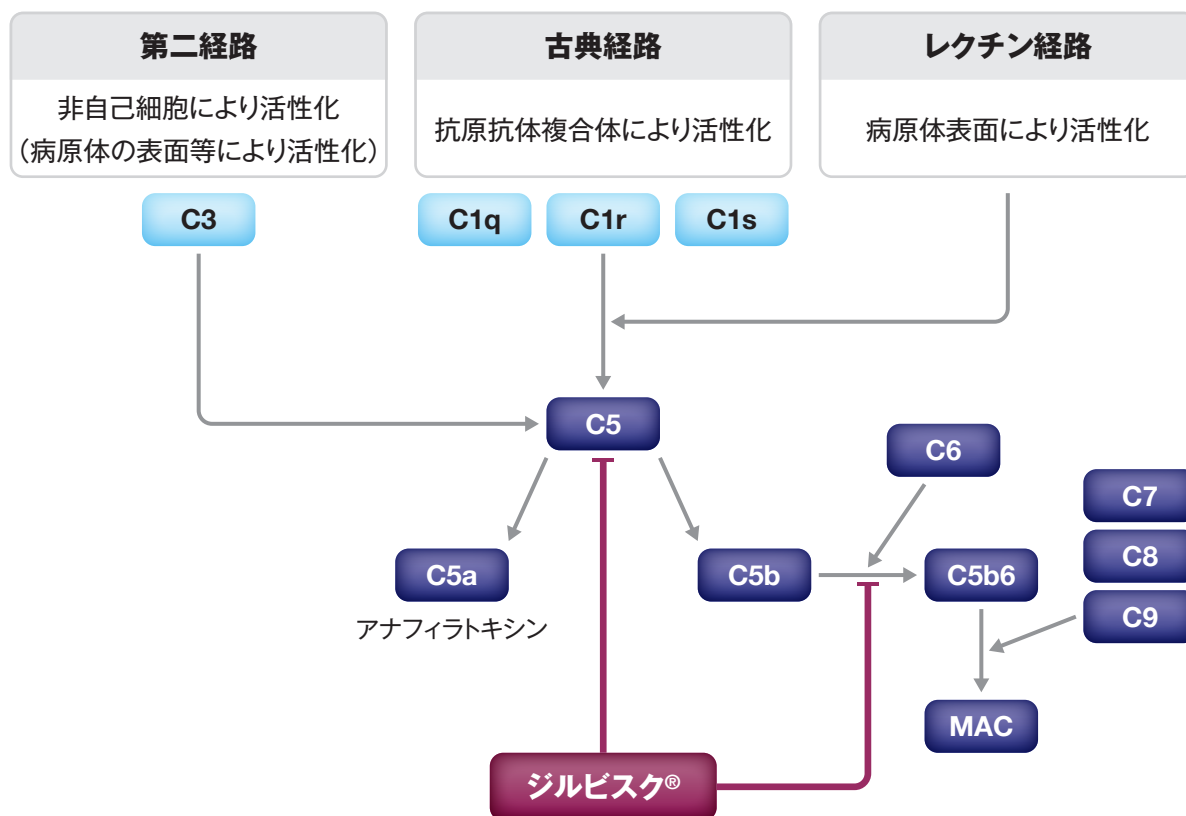 第二経路
非自己細胞により活性化
（病原体の表面等により活性化）
古典経路
抗原抗体複合体により活性化
レクチン経路
病原体表面により活性化
C3
C1q
C1r
C1s
C5
C6
C7
C8
C9
C5a
アナフィラトキシン
C5b
C5b6
MAC
ジルビスク®